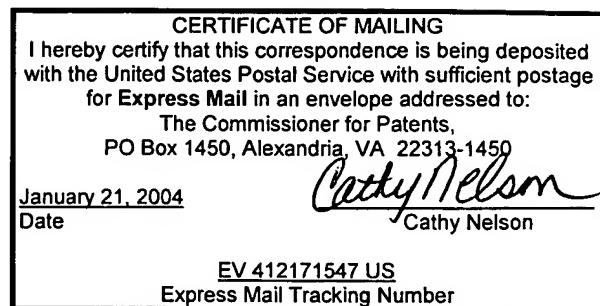 CERTIFICATE OF MAILING
I hereby certify that this correspondence is being deposited
with the United States Postal Service with sufficient postage
for Express Mail in an envelope addressed to:
The Commissioner for Patents,
PO Box 1450, Alexandria, VA 22313-1450
Cathy Nelson
January 21, 2004
Date Cathy Nelson
EV 412171547 US
Express Mail Tracking Number